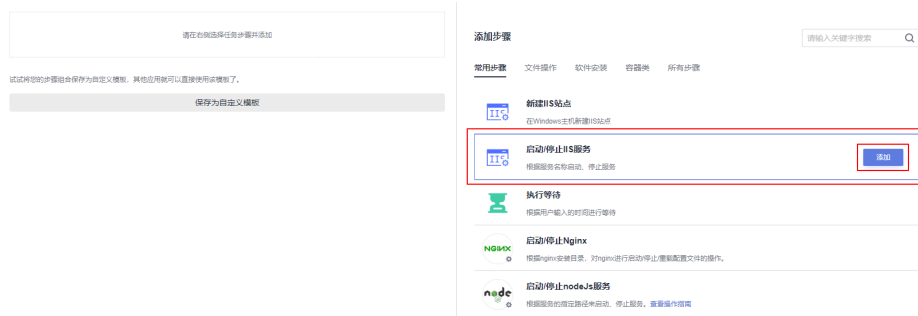 请在右侧选择任务步骤并添加
试试将您的步骤组合保存为自定义模板，其他应用就可以直接使用该模板了。
保存为自定义模板
添加步骤
请输入关键字搜索
常用步骤 文件操作 软件安装 容器类 所有步骤
IIS
新建IIS站点
在Windows主机新建IIS站点
IIS
启动/停止IIS服务
根据服务名称启动、停止服务
添加
执行等待
根据用户输入的时间进行等待
NGINX
启动/停止Nginx
根据nginx安装目录，对nginx进行启动/停止/重载配置文件的操作。
node
启动/停止nodeJs服务
根据服务的指定路径来启动、停止服务。查看操作指南